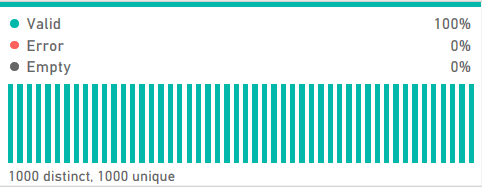 Valid 100%
Error 0%
Empty 0%
1000 distinct, 1000 unique